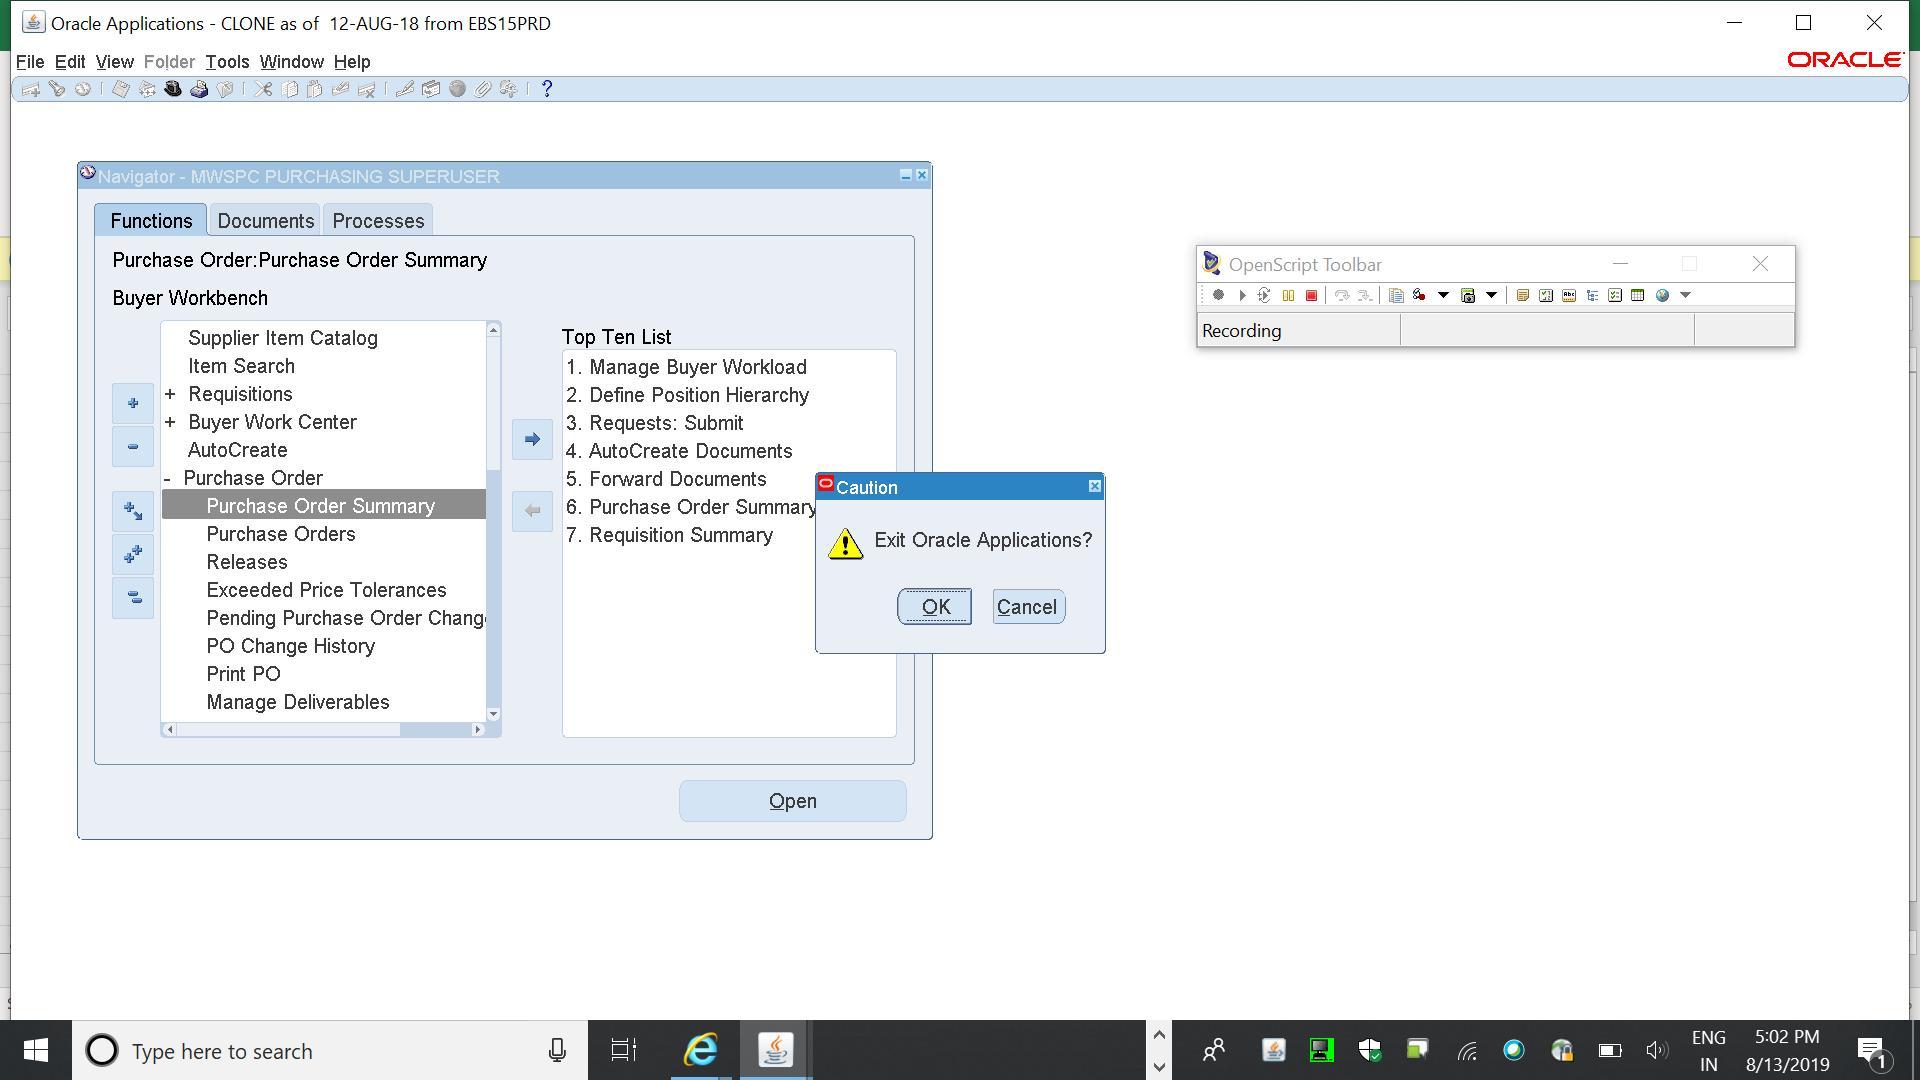 Oracle Applications - CLONE as of 12-AUG-18 from EBS15PRD
File Edit View Folder Tools Window Help
ORACLE
Navigator - MWSPC PURCHASING SUPERUSER
Functions Documents Processes
Purchase Order:Purchase Order Summary
Buyer Workbench
Supplier Item Catalog
Item Search
+ Requisitions
+ Buyer Work Center
AutoCreate
- Purchase Order
Purchase Order Summary
Purchase Orders
Releases
Exceeded Price Tolerances
Pending Purchase Order Chang
PO Change History
Print PO
Manage Deliverables
Top Ten List
1. Manage Buyer Workload
2. Define Position Hierarchy
3. Requests: Submit
4. AutoCreate Documents
5. Forward Documents
6. Purchase Order Summary
7. Requisition Summary
Open
Caution
Exit Oracle Applications?
OK Cancel
OpenScript Toolbar
Recording
Type here to search
ENG
IN
5:02 PM
8/13/2019
1